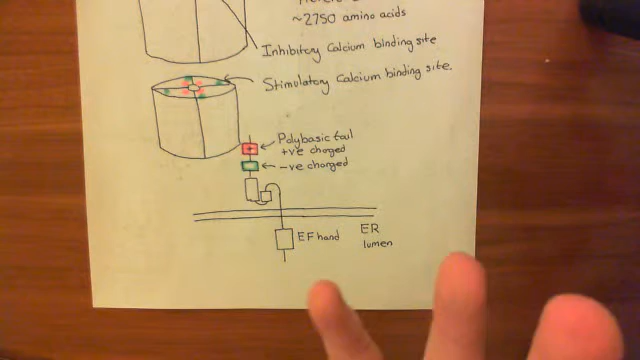 ~2750 amino acids
Inhibitory Calcium binding site
Stimulatory Calcium binding site.
Polybasic tail
+ve charged
-ve charged
EF hand
ER
lumen